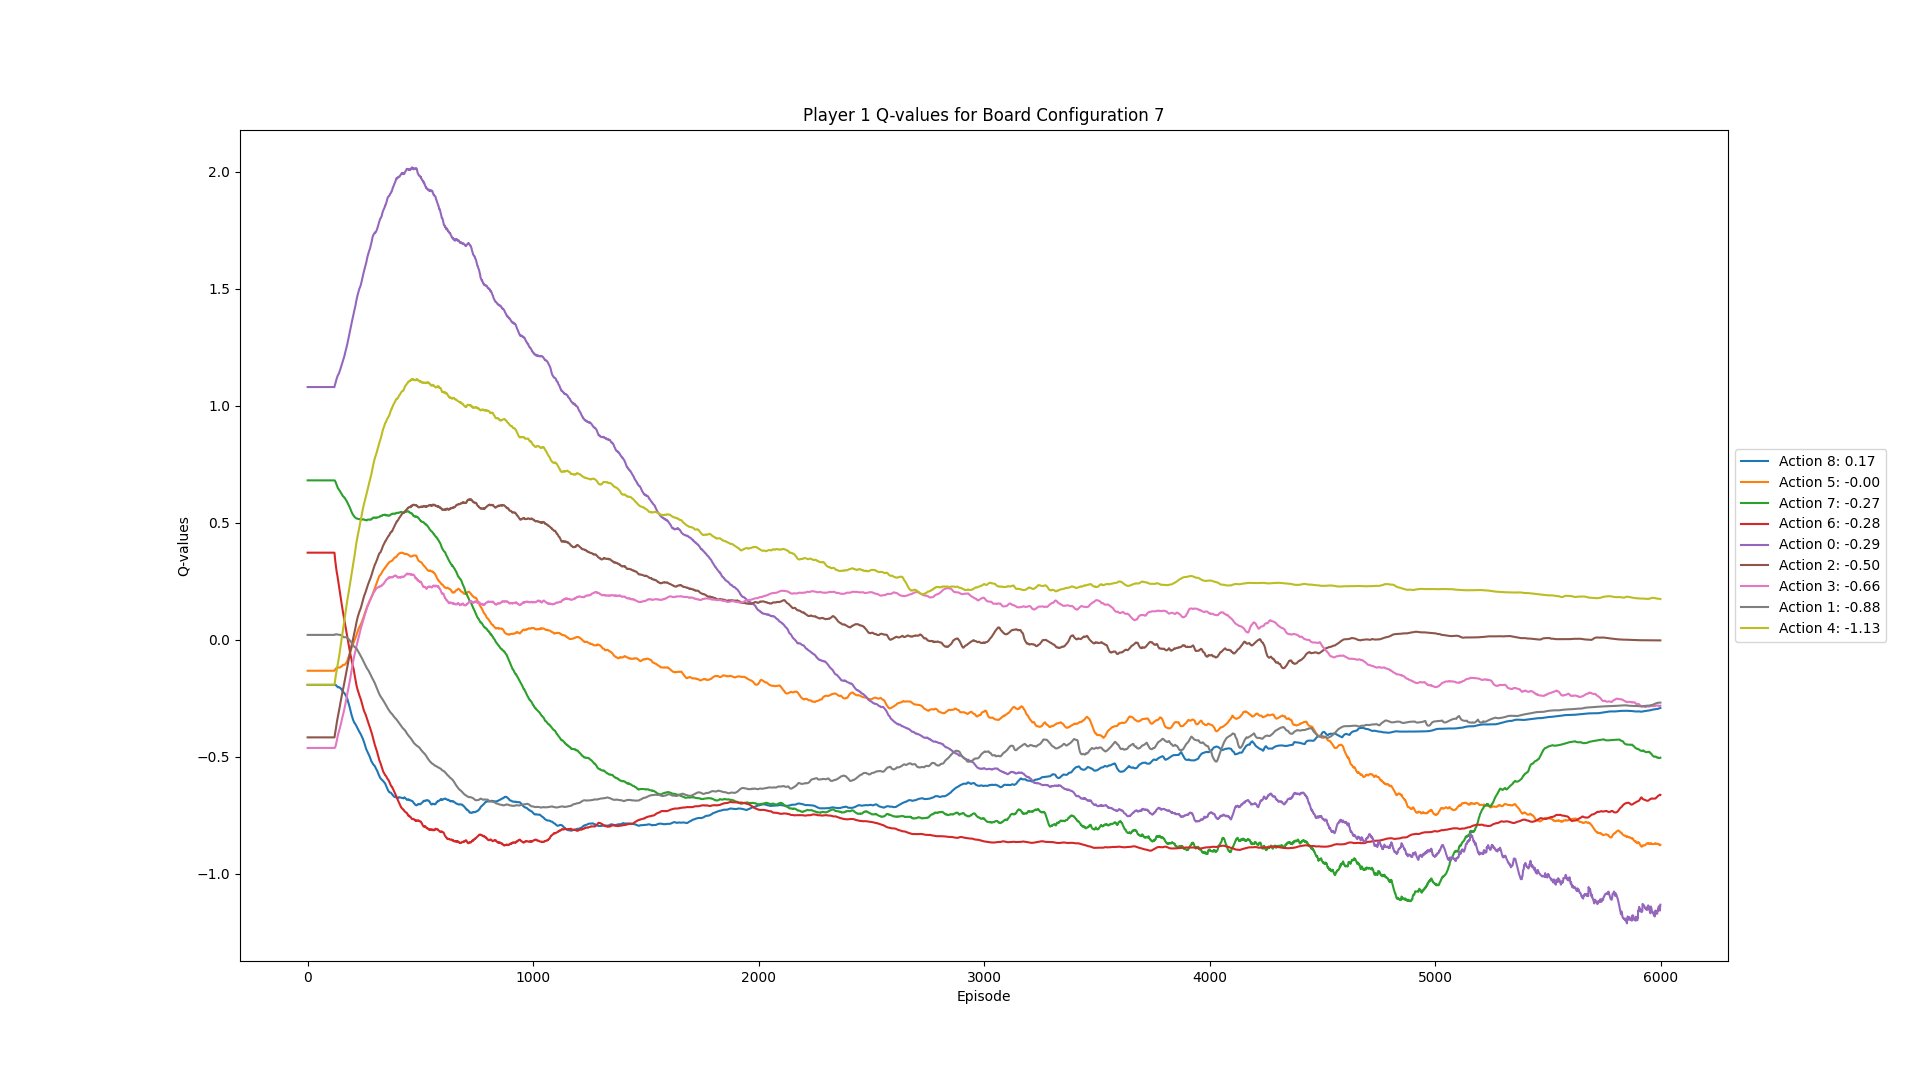 Player 1 Q-values for Board Configuration 7
2.0
1.5
1.0
0.5
0.0
−0.5
−1.0
Q-values
0
1000
2000
3000
4000
5000
6000
Episode
Action 8: 0.17
Action 5: -0.00
Action 7: -0.27
Action 6: -0.28
Action 0: -0.29
Action 2: -0.50
Action 3: -0.66
Action 1: -0.88
Action 4: -1.13